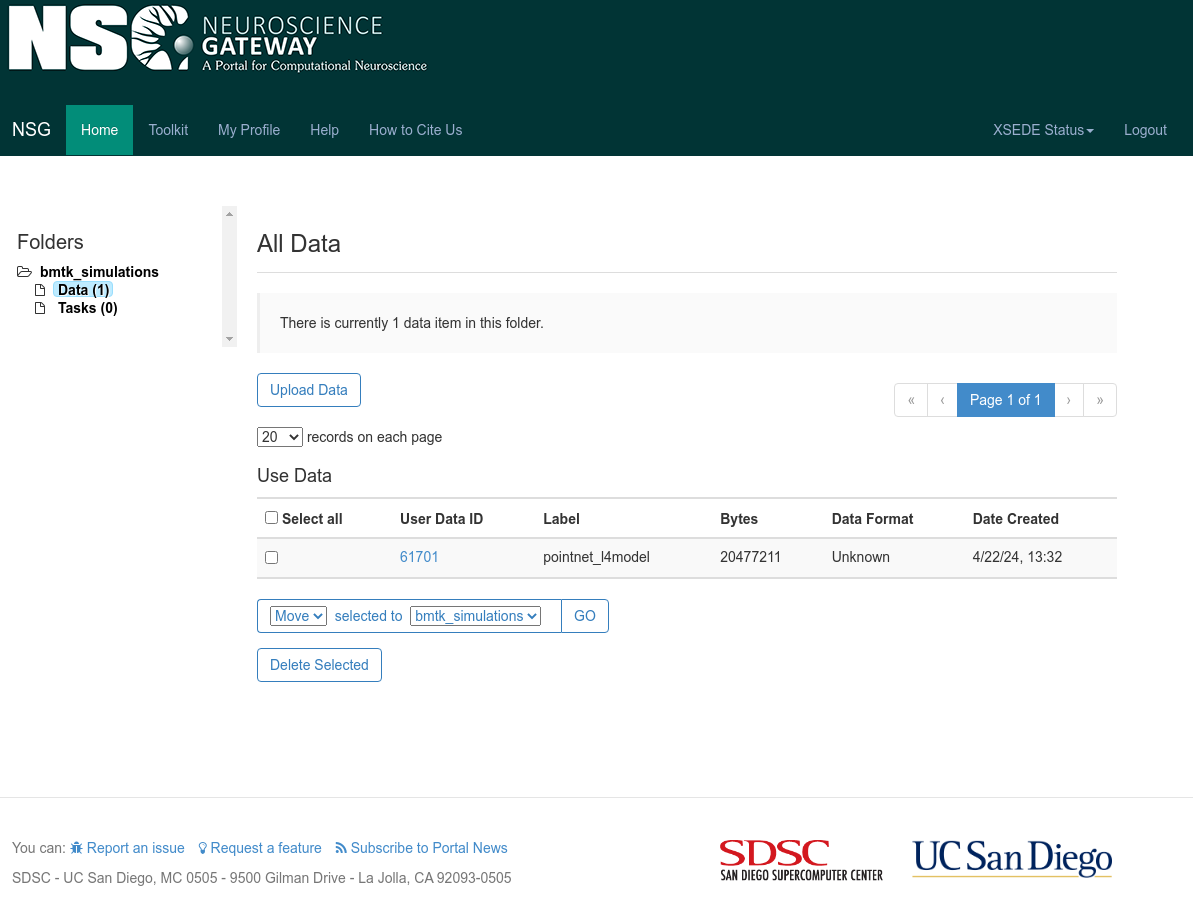 NSG NEUROSCIENCE
GATEWAY
A Portal for Computational Neuroscience
NSG Home Toolkit My Profile Help How to Cite Us XSEDE Status Logout
Folders
bmtk_simulations
Data (1)
Tasks (0)
All Data
There is currently 1 data item in this folder.
Upload Data
« ‹ Page 1 of 1 › »
20 records on each page
Use Data
Select all User Data ID Label Bytes Data Format Date Created
61701 pointnet_l4model 20477211 Unknown 4/22/24, 13:32
Move selected to bmtk_simulations GO
Delete Selected
You can: Report an issue Request a feature Subscribe to Portal News
SDSC - UC San Diego, MC 0505 - 9500 Gilman Drive - La Jolla, CA 92093-0505
SDSC
SAN DIEGO SUPERCOMPUTER CENTER
UC San Diego